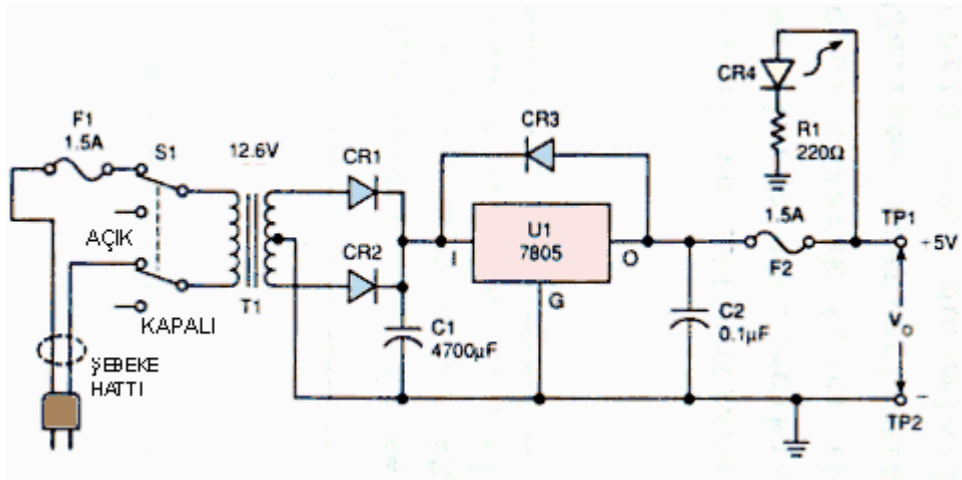 F1
1.5A
S1
12.6V
CR1
CR2
CR3
CR4
R1
220Ω
AÇIK
KAPALI
T1
ŞEBEKE
HATTI
C1
4700µF
U1
7805
I
O
G
C2
0.1µF
1.5A
F2
TP1
+5V
V_O
-
TP2